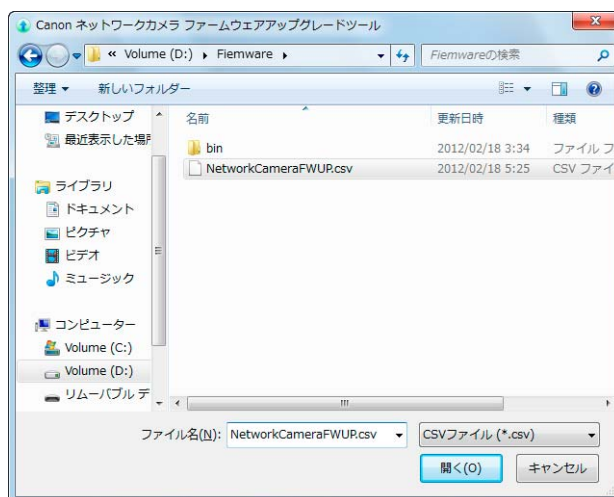 Canon ネットワークカメラ ファームウェアアップグレードツール
« Volume (D:) Fiemware Fiemwareの検索
整理 新しいフォルダー
デスクトップ
最近表示した場所
ライブラリ
ドキュメント
ピクチャ
ビデオ
ミュージック
コンピューター
Volume (C:)
Volume (D:)
リムーバブル デ
名前 更新日時 種類
bin 2012/02/18 3:34 ファイル フ
NetworkCameraFWUP.csv 2012/02/18 5:25 CSV ファイ
ファイル名(N): NetworkCameraFWUP.csv CSVファイル (*.csv)
開く(O) キャンセル